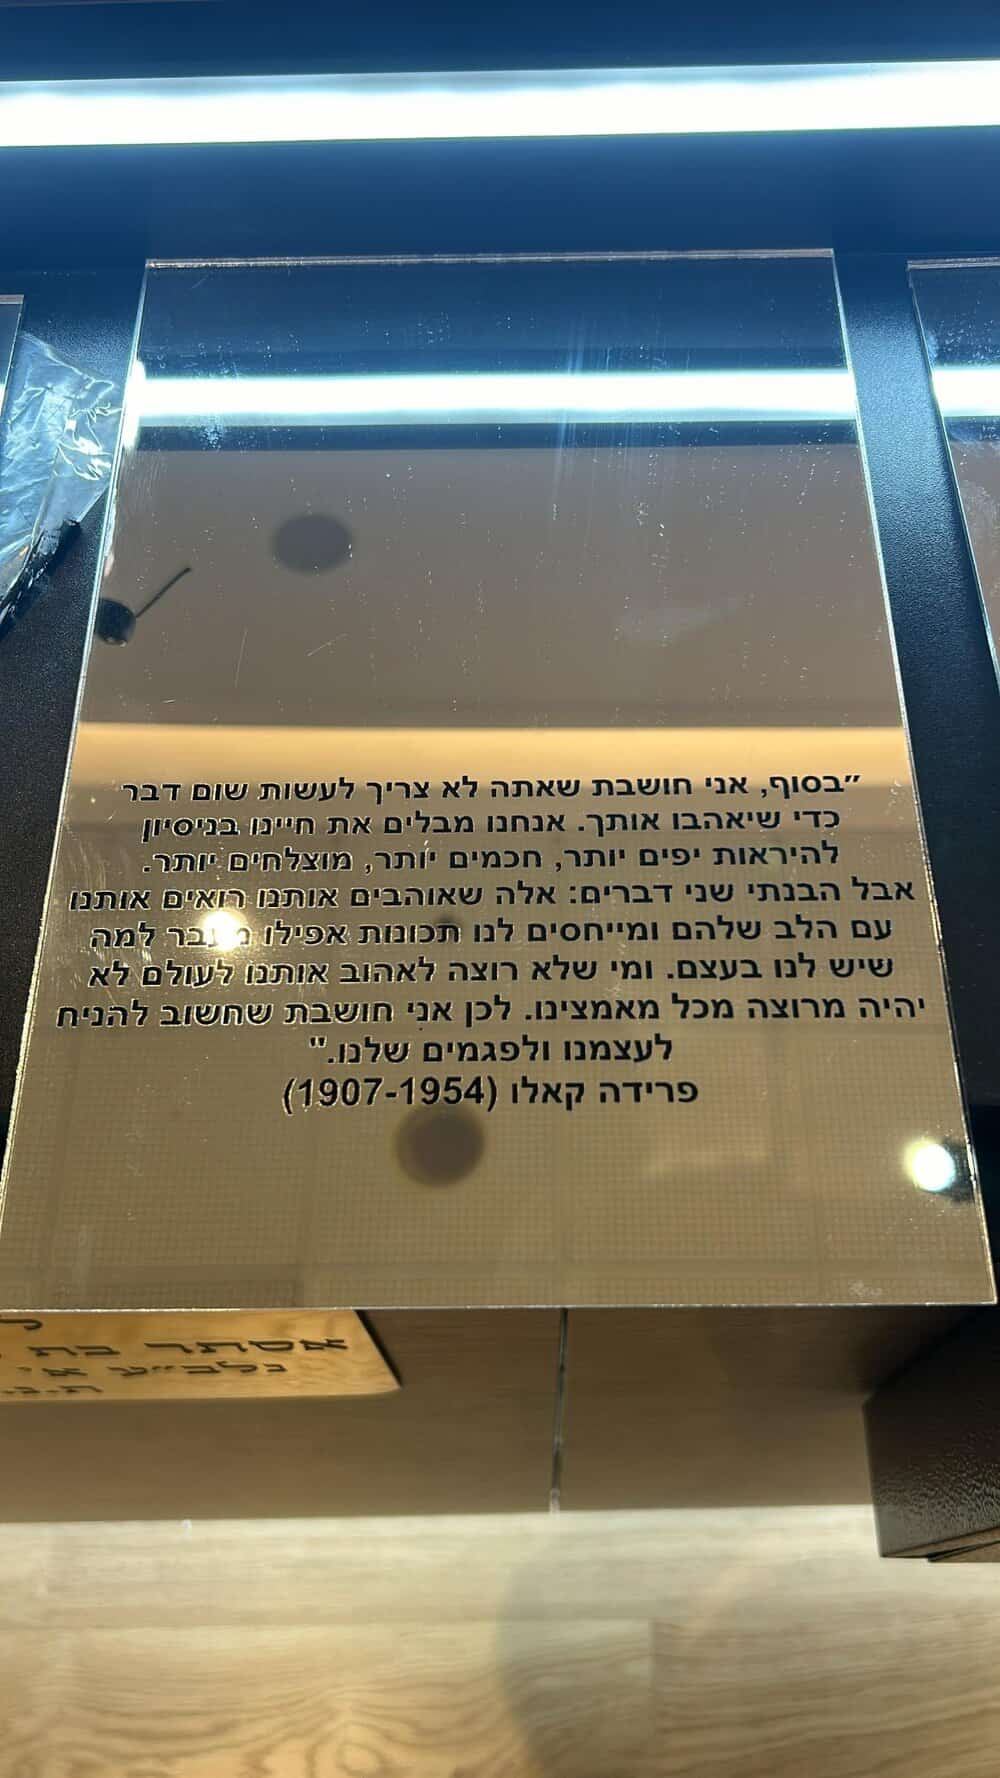 ״בסוף, אני חושבת שאתה לא צריך לעשות שום דבר
כדי שיאהבו אותך. אנחנו מבלים את חיינו בניסיון
להיראות יפים יותר, חכמים יותר, מוצלחים יותר.
אבל הבנתי שני דברים: אלה שאוהבים אותנו רואים אותנו
עם הלב שלהם ומייחסים לנו תכונות אפילו מעבר למה
שיש לנו בעצם. ומי שלא רוצה לאהוב אותנו לעולם לא
יהיה מרוצה מכל מאמצינו. לכן אני חושבת שחשוב להניח
לעצמנו ולפגמים שלנו."
פרידה קאלו (1907-1954)
אסתר בת
נלב״ע א'
ת.נ.